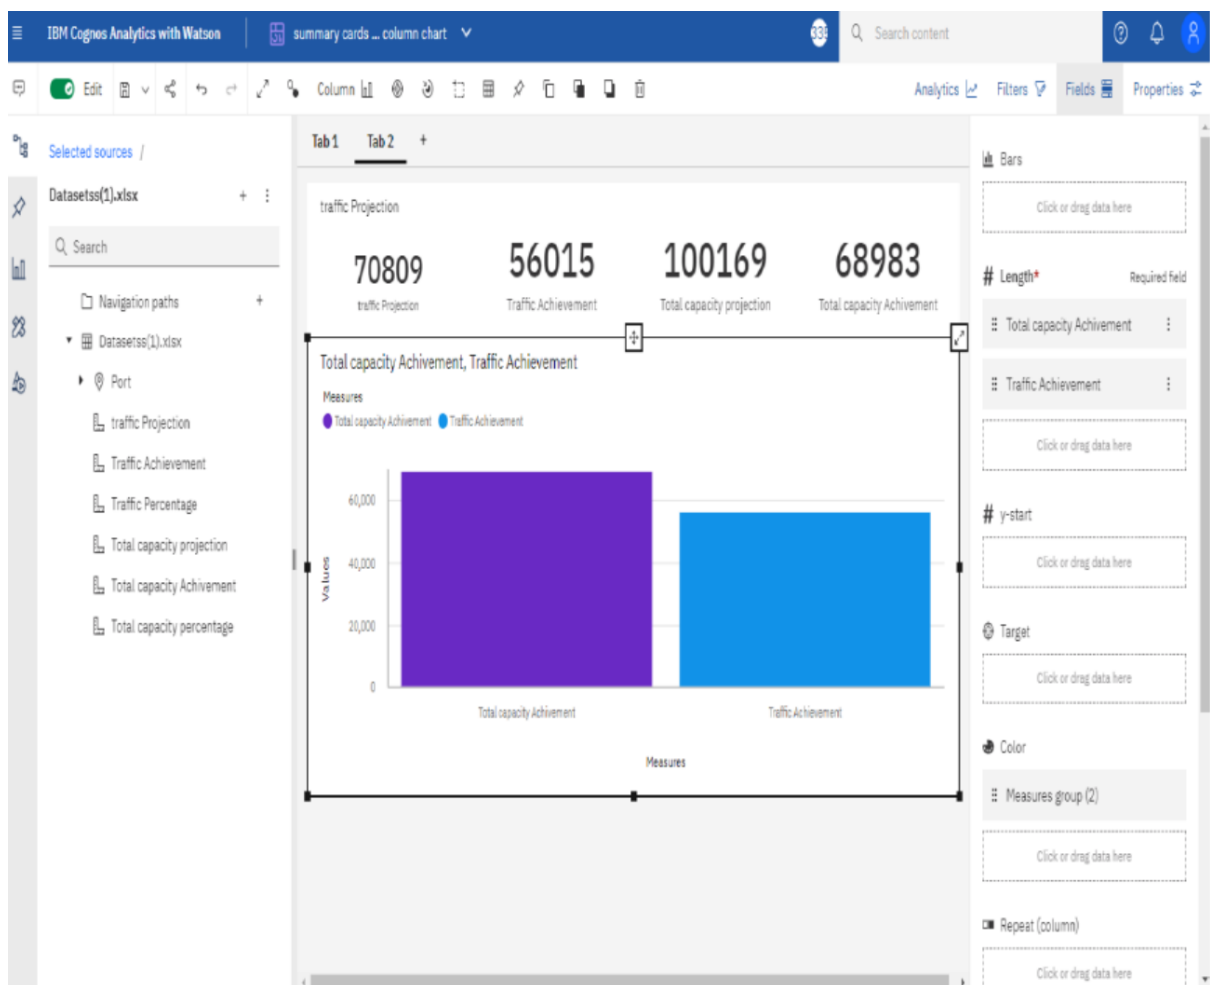 IBM Cognos Analytics with Watson
summary cards ... column chart
Search content
Edit
Column
Analytics
Filters
Fields
Properties
Selected sources /
Datasetss(1).xlsx
Search
Navigation paths
Datasetss(1).xlsx
Port
traffic Projection
Traffic Achievement
Traffic Percentage
Total capacity projection
Total capacity Achivement
Total capacity percentage
Tab 1 Tab 2 +
traffic Projection
70809 56015 100169 68983
traffic Projection Traffic Achievement Total capacity projection Total capacity Achivement
Total capacity Achivement, Traffic Achievement
Measures
Total capacity Achivement Traffic Achievement
60,000
40,000
20,000
0
Values
Total capacity Achivement Traffic Achievement
Measures
Bars
Click or drag data here
# Length* Required field
Total capacity Achivement
Traffic Achievement
Click or drag data here
# y-start
Click or drag data here
Target
Click or drag data here
Color
Measures group (2)
Click or drag data here
Repeat (column)
Click or drag data here